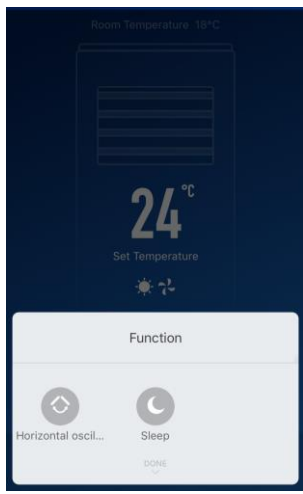 Room Temperature 18°C
24 °C
Set Temperature
Function
Horizontal oscil...
Sleep
DONE